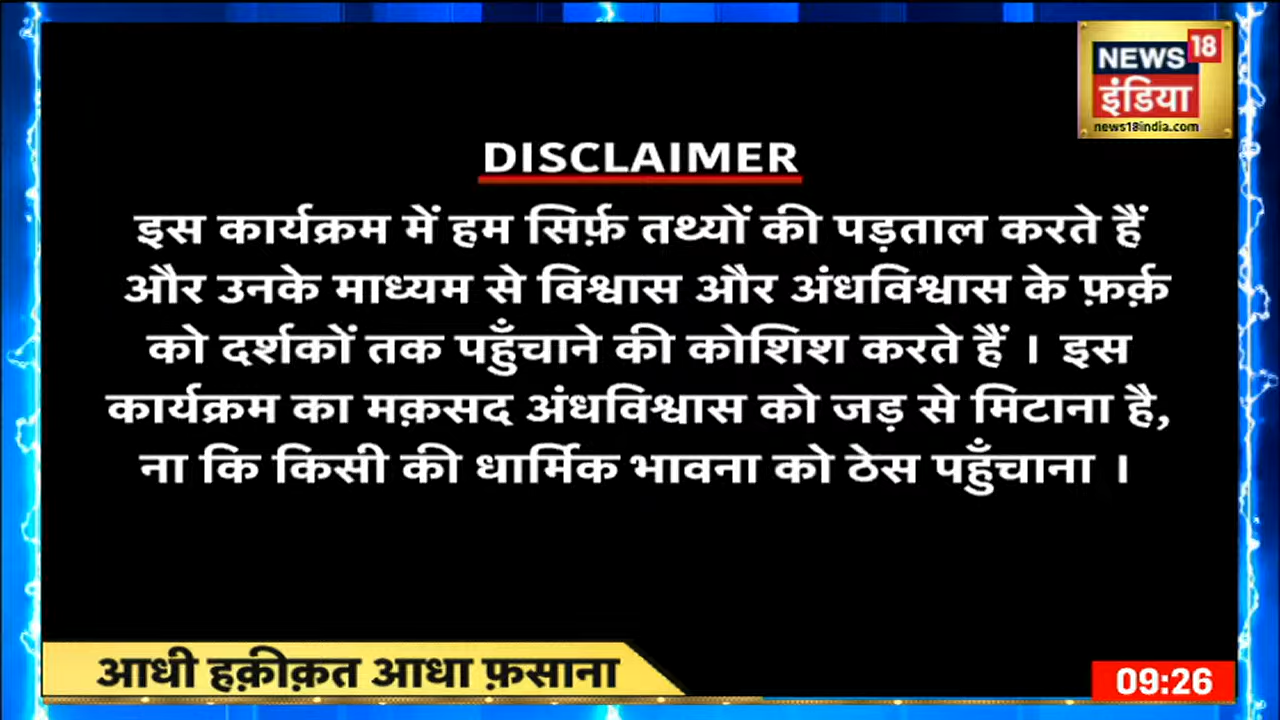 NEWS 18
इंडिया
news18india.com
DISCLAIMER
इस कार्यक्रम में हम सिर्फ़ तथ्यों की पड़ताल करते हैं
और उनके माध्यम से विश्वास और अंधविश्वास के फ़र्क़
को दर्शकों तक पहुँचाने की कोशिश करते हैं । इस
कार्यक्रम का मक़सद अंधविश्वास को जड़ से मिटाना है,
ना कि किसी की धार्मिक भावना को ठेस पहुँचाना ।
आधी हक़ीक़त आधा फ़साना
09:26